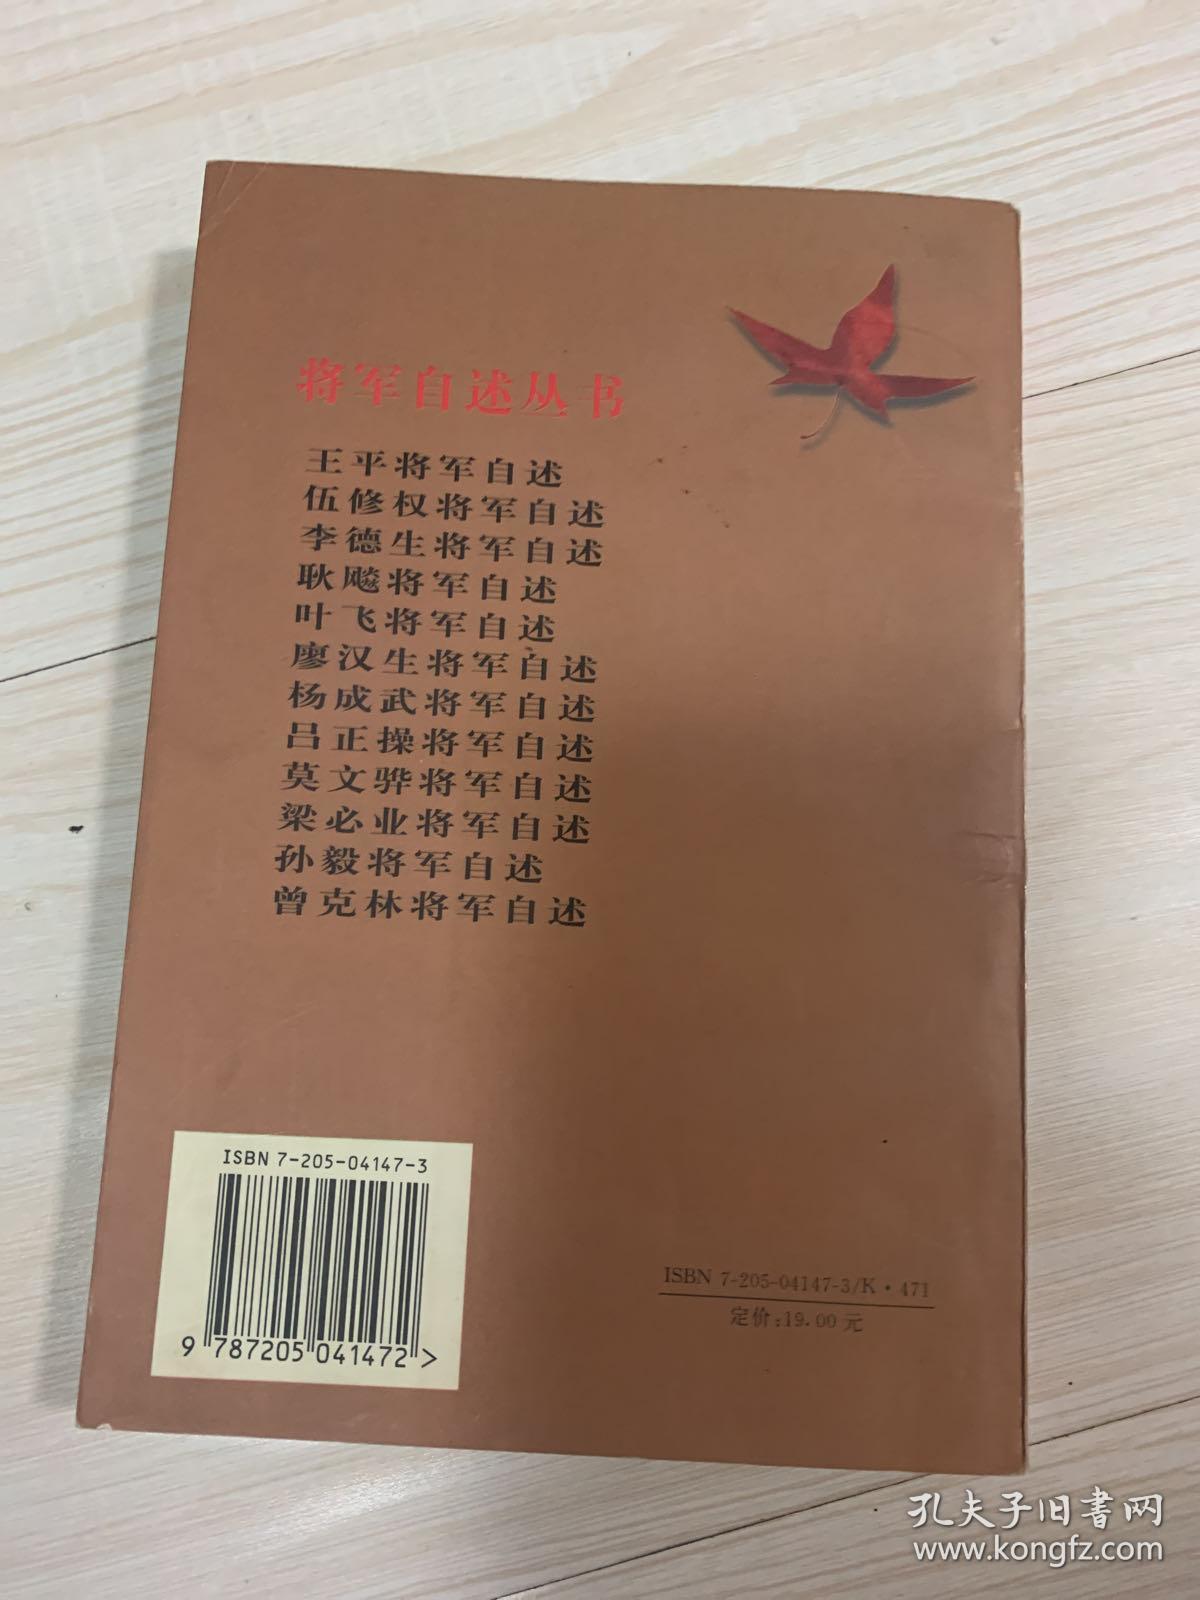 将军自述丛书
王平将军自述
伍修权将军自述
李德生将军自述
耿飚将军自述
叶飞将军自述
廖汉生将军自述
杨成武将军自述
吕正操将军自述
莫文骅将军自述
梁必业将军自述
孙毅将军自述
曾克林将军自述
ISBN 7-205-04147-3
9 787205 041472 >
ISBN 7-205-04147-3/K·471
定价:19.00元
孔夫子旧书网
www.kongfz.com